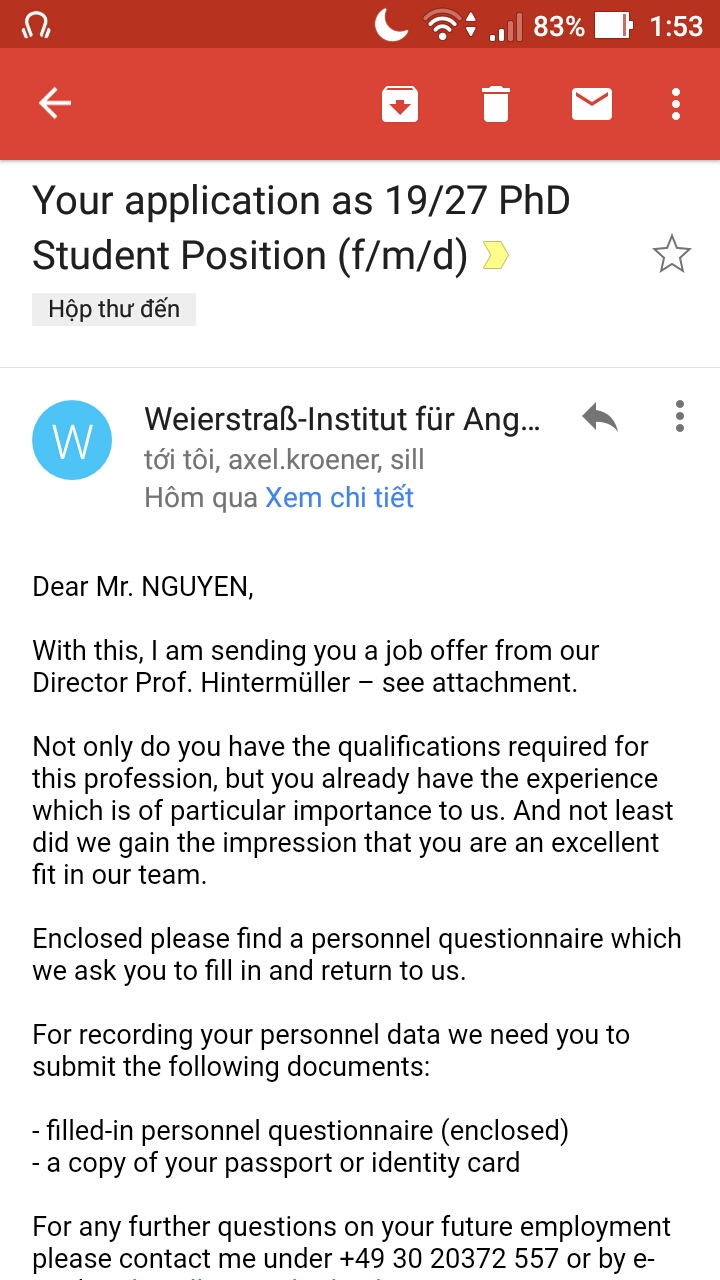 83% 1:53
Your application as 19/27 PhD
Student Position (f/m/d)
Hộp thư đến
W
Weierstraß-Institut für Ang...
tới tôi, axel.kroener, sill
Hôm qua Xem chi tiết
Dear Mr. NGUYEN,
With this, I am sending you a job offer from our
Director Prof. Hintermüller – see attachment.
Not only do you have the qualifications required for
this profession, but you already have the experience
which is of particular importance to us. And not least
did we gain the impression that you are an excellent
fit in our team.
Enclosed please find a personnel questionnaire which
we ask you to fill in and return to us.
For recording your personnel data we need you to
submit the following documents:
- filled-in personnel questionnaire (enclosed)
- a copy of your passport or identity card
For any further questions on your future employment
please contact me under +49 30 20372 557 or by e-